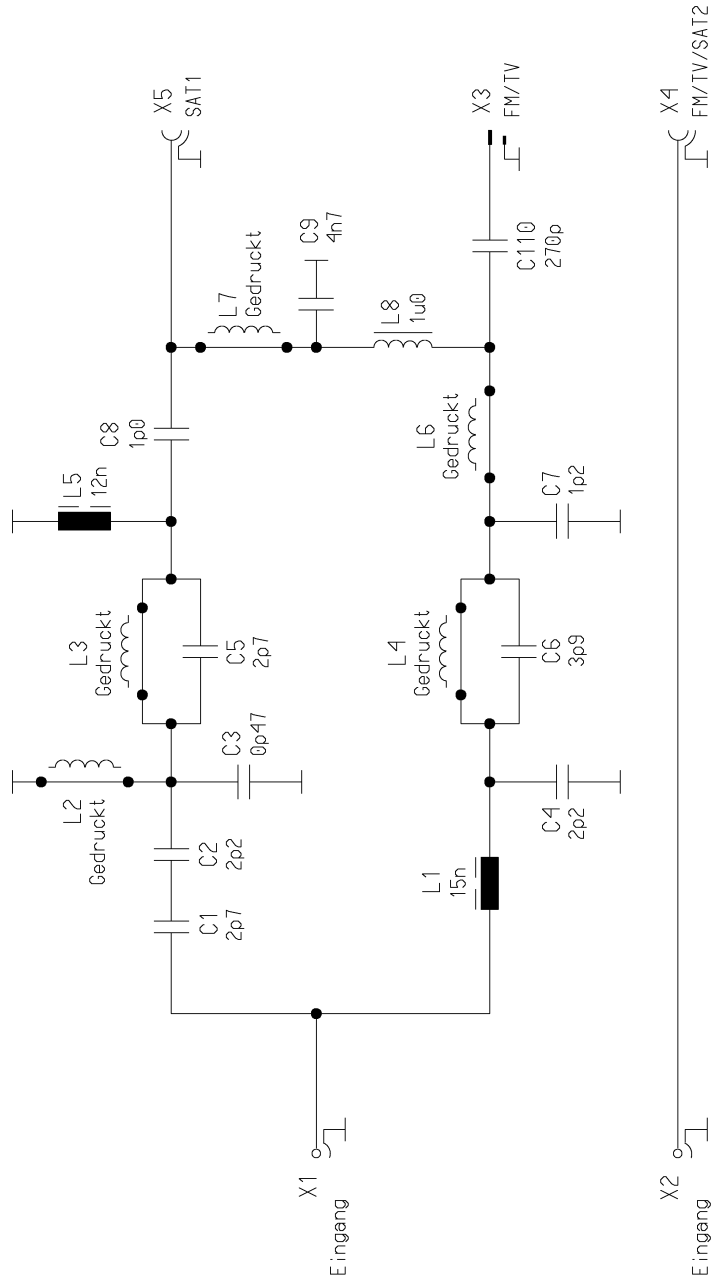 X5
SAT1
X3
FM/TV
X4
FM/TV/SAT2
L7
Gedruckt
C9
4n7
L8
1u0
C110
270p
C8
1p0
L5
12n
L6
Gedruckt
C7
1p2
L3
Gedruckt
C5
2p7
L4
Gedruckt
C6
3p9
L2
Gedruckt
C3
0p47
C2
2p2
C1
2p7
C4
2p2
L1
15n
X1
Eingang
X2
Eingang